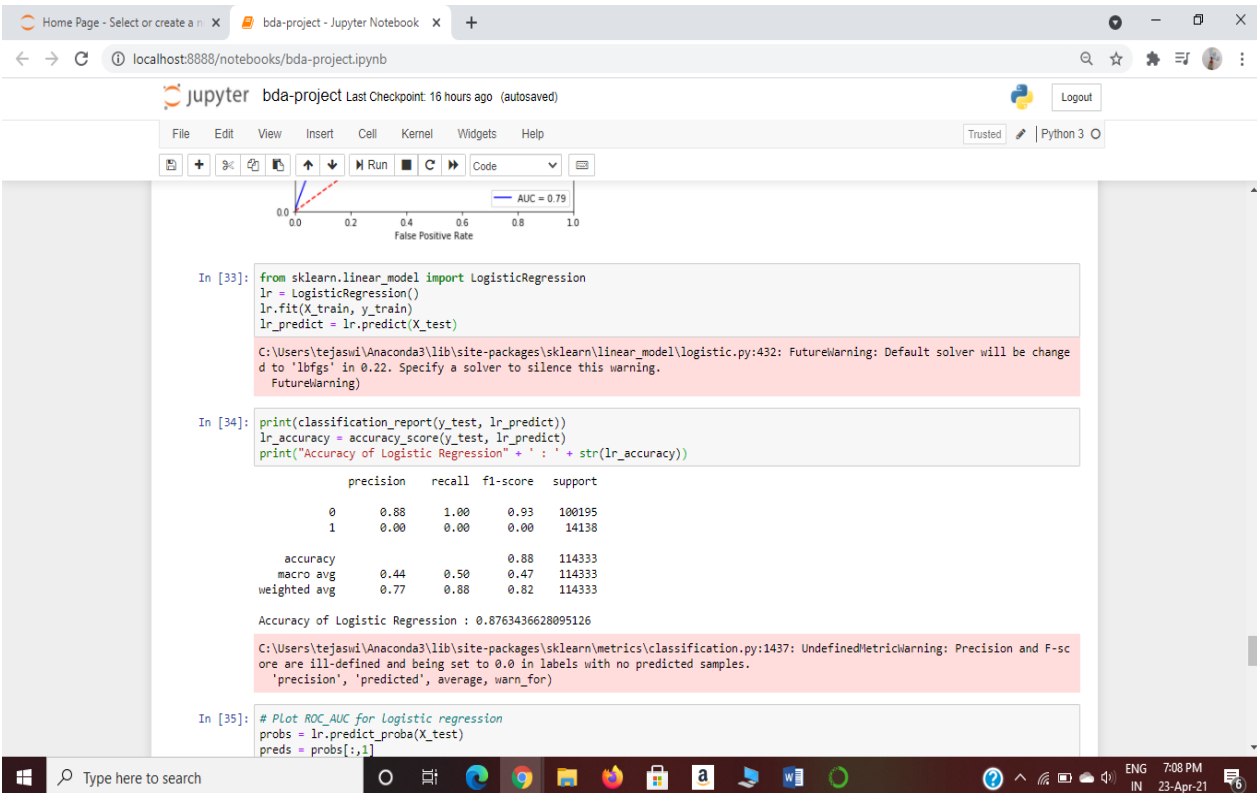 Home Page - Select or create a n
bda-project - Jupyter Notebook
localhost:8888/notebooks/bda-project.ipynb
jupyter bda-project Last Checkpoint: 16 hours ago (autosaved)
Logout
File Edit View Insert Cell Kernel Widgets Help
Trusted Python 3
Run Code
AUC = 0.79
0.0
0.0 0.2 0.4 0.6 0.8 1.0
False Positive Rate
In [33]: from sklearn.linear_model import LogisticRegression
lr = LogisticRegression()
lr.fit(X_train, y_train)
lr_predict = lr.predict(X_test)
C:\Users\tejaswi\Anaconda3\lib\site-packages\sklearn\linear_model\logistic.py:432: FutureWarning: Default solver will be change
d to 'lbfgs' in 0.22. Specify a solver to silence this warning.
FutureWarning)
In [34]: print(classification_report(y_test, lr_predict))
lr_accuracy = accuracy_score(y_test, lr_predict)
print("Accuracy of Logistic Regression" + ' : ' + str(lr_accuracy))
precision recall f1-score support
0 0.88 1.00 0.93 100195
1 0.00 0.00 0.00 14138
accuracy 0.88 114333
macro avg 0.44 0.50 0.47 114333
weighted avg 0.77 0.88 0.82 114333
Accuracy of Logistic Regression : 0.8763436628095126
C:\Users\tejaswi\Anaconda3\lib\site-packages\sklearn\metrics\classification.py:1437: UndefinedMetricWarning: Precision and F-sc
ore are ill-defined and being set to 0.0 in labels with no predicted samples.
'precision', 'predicted', average, warn_for)
In [35]: # Plot ROC_AUC for logistic regression
probs = lr.predict_proba(X_test)
preds = probs[:,1]
Type here to search
ENG 7:08 PM
IN 23-Apr-21
6